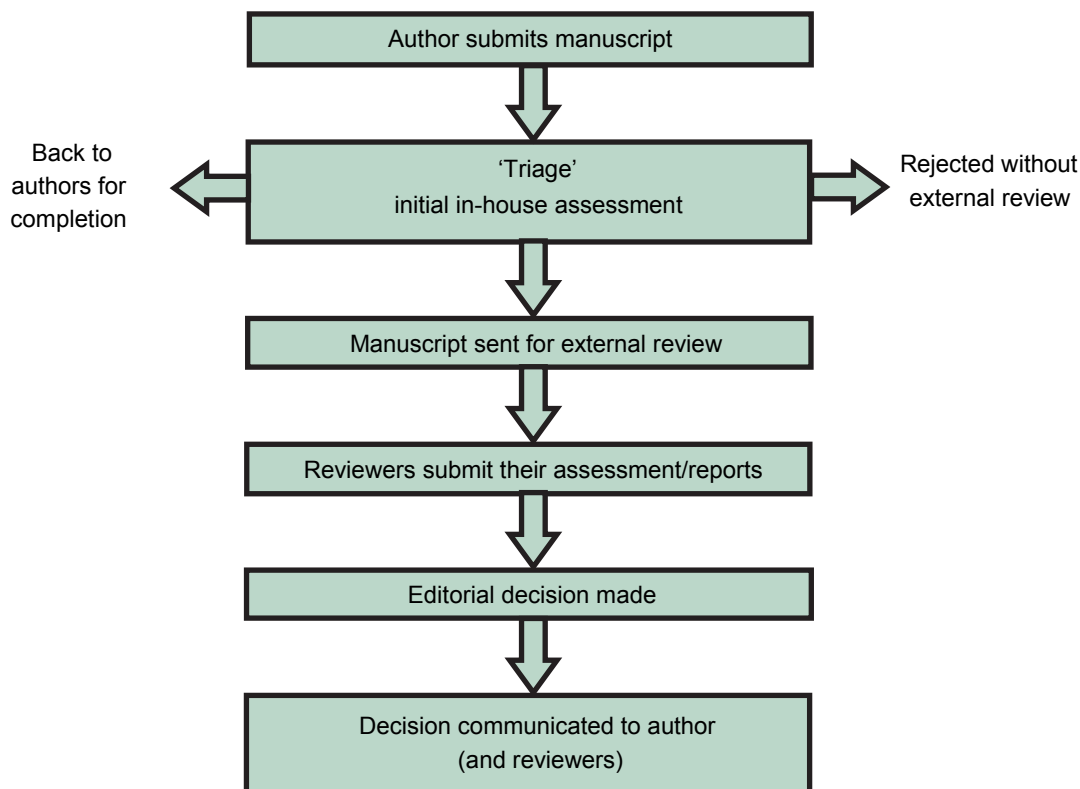 Author submits manuscript
Back to
authors for
completion
‘Triage’
initial in-house assessment
Rejected without
external review
Manuscript sent for external review
Reviewers submit their assessment/reports
Editorial decision made
Decision communicated to author
(and reviewers)